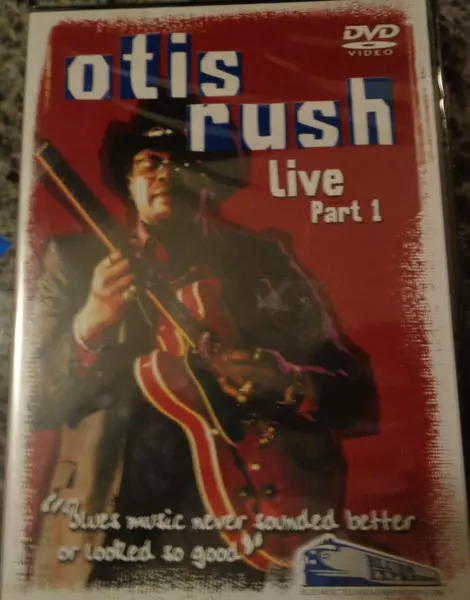 DVD
VIDEO
otis
rush
Live
Part 1
"Blues music never sounded better
or looked so good"